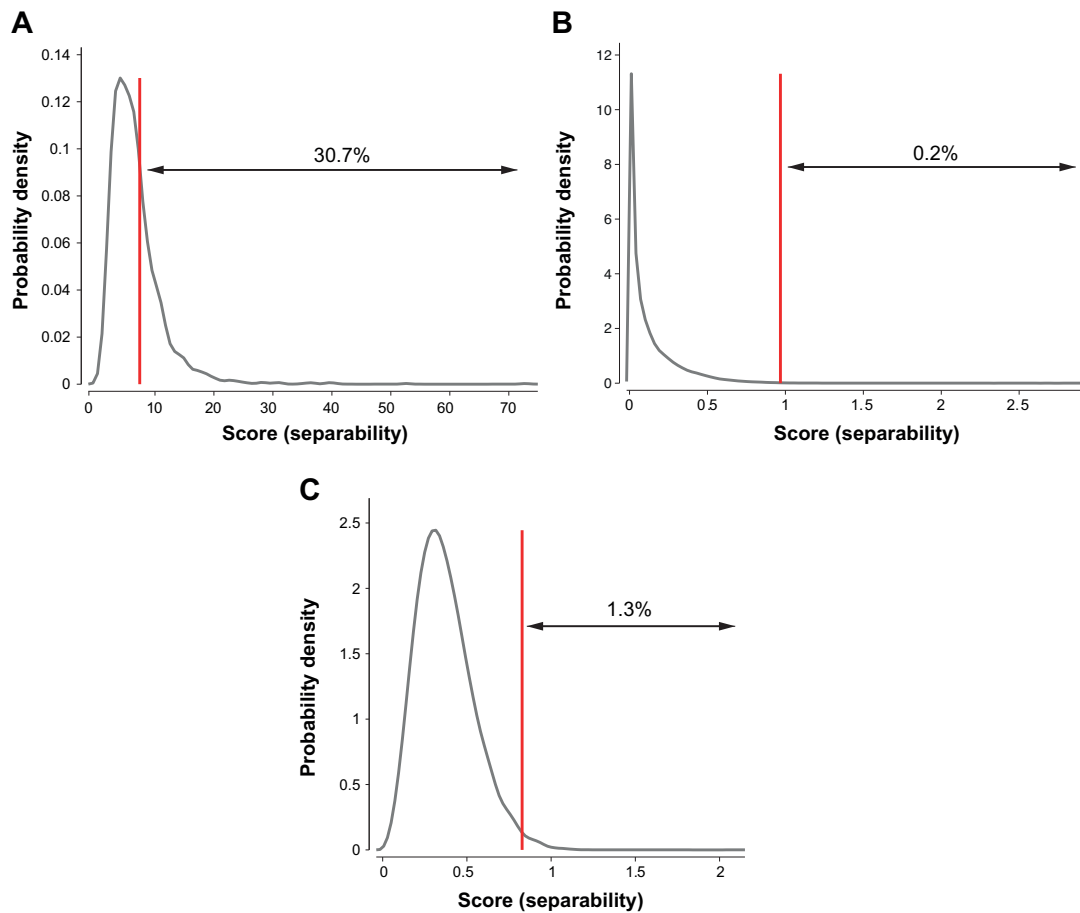 A
Probability density
0.14
0.12
0.1
0.08
0.06
0.04
0.02
0
30.7%
0 10 20 30 40 50 60 70
Score (separability)
B
Probability density
12
10
8
6
4
2
0
0.2%
0 0.5 1 1.5 2 2.5
Score (separability)
C
Probability density
2.5
2
1.5
1
0.5
0
1.3%
0 0.5 1 1.5 2
Score (separability)